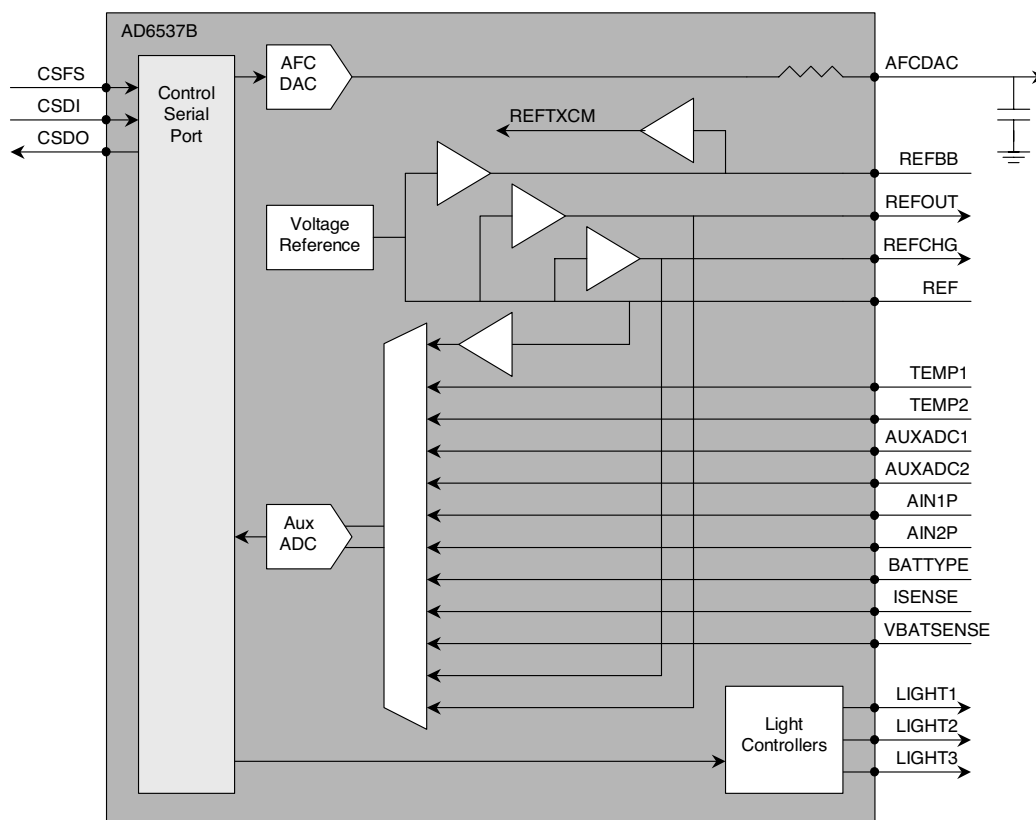 AD6537B
CSFS
CSDI
CSDO
Control
Serial
Port
AFC
DAC
AFCDAC
REFTXCM
REFBB
Voltage
Reference
REFOUT
REFCHG
REF
TEMP1
TEMP2
AUXADC1
AUXADC2
AIN1P
Aux
ADC
AIN2P
BATTYPE
ISENSE
VBATSENSE
Light
Controllers
LIGHT1
LIGHT2
LIGHT3